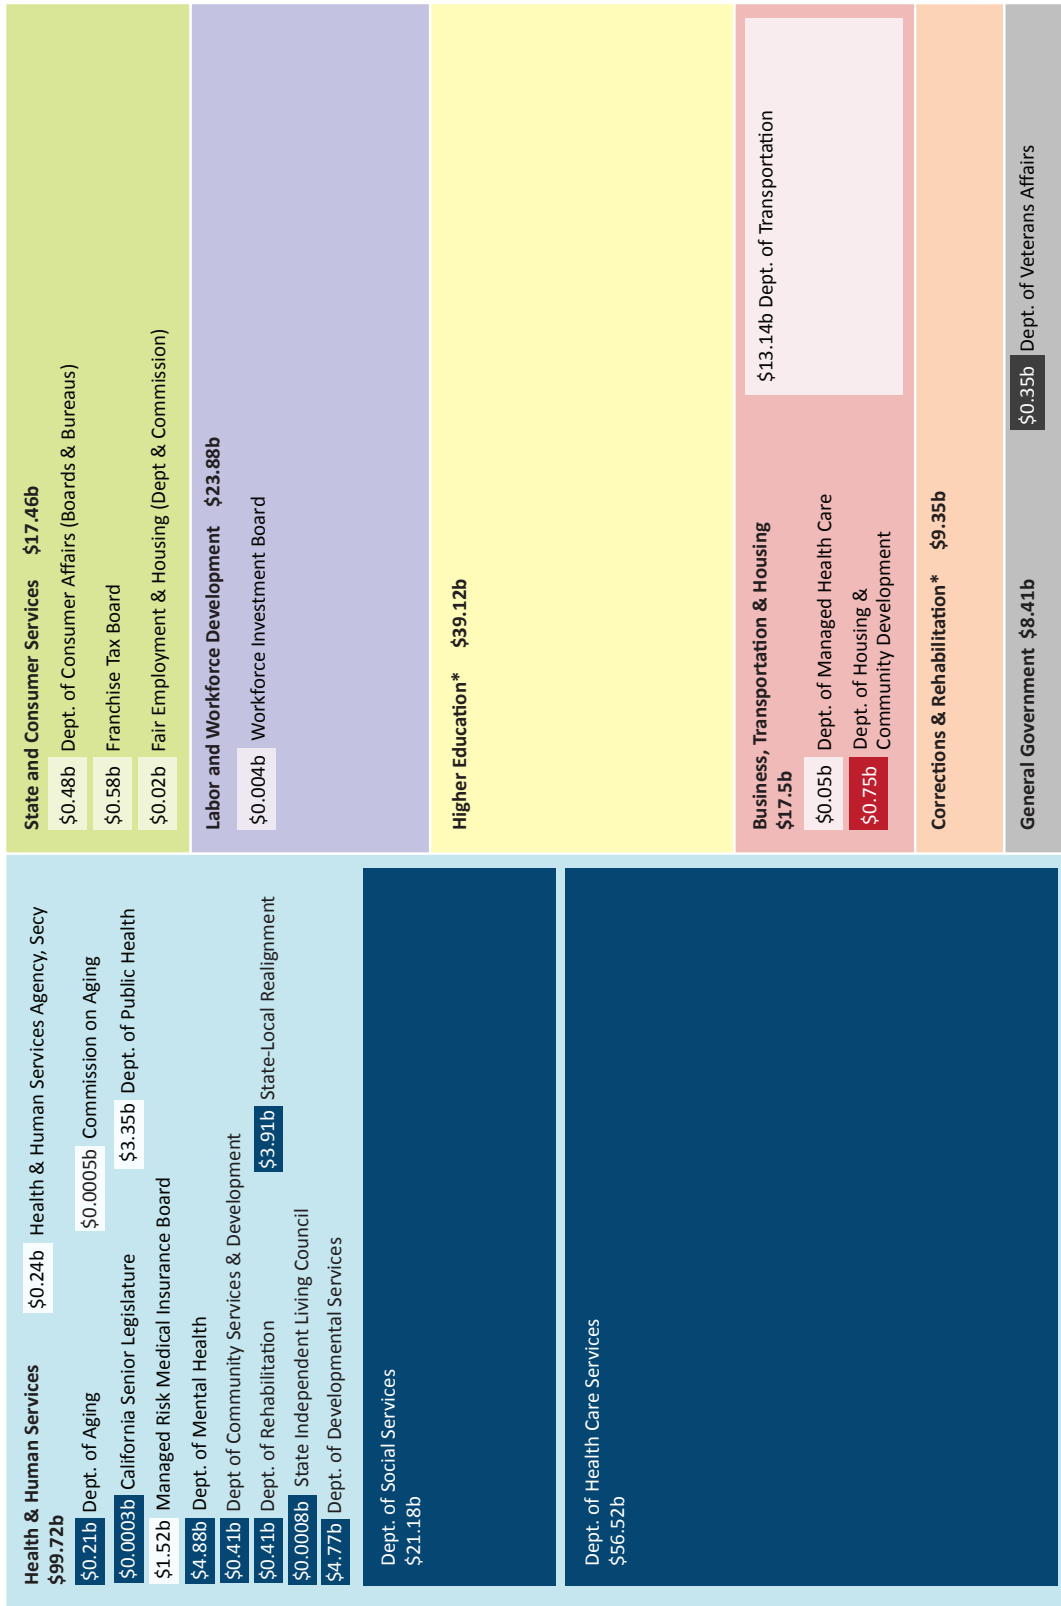 Health & Human Services
$99.72b
$0.24b Health & Human Services Agency, Secy
$0.21b Dept. of Aging
$0.0005b Commission on Aging
$0.0003b California Senior Legislature
$3.35b Dept. of Public Health
$1.52b Managed Risk Medical Insurance Board
$4.88b Dept. of Mental Health
$0.41b Dept of Community Services & Development
$0.41b Dept. of Rehabilitation
$3.91b State-Local Realignment
$0.0008b State Independent Living Council
$4.77b Dept. of Developmental Services
Dept. of Social Services
$21.18b
Dept. of Health Care Services
$56.52b
State and Consumer Services $17.46b
$0.48b Dept. of Consumer Affairs (Boards & Bureaus)
$0.58b Franchise Tax Board
$0.02b Fair Employment & Housing (Dept & Commission)
Labor and Workforce Development $23.88b
$0.004b Workforce Investment Board
Higher Education* $39.12b
Business, Transportation & Housing
$17.5b
$13.14b Dept. of Transportation
$0.05b Dept. of Managed Health Care
$0.75b Dept. of Housing &
Community Development
Corrections & Rehabilitation* $9.35b
General Government $8.41b
$0.35b Dept. of Veterans Affairs